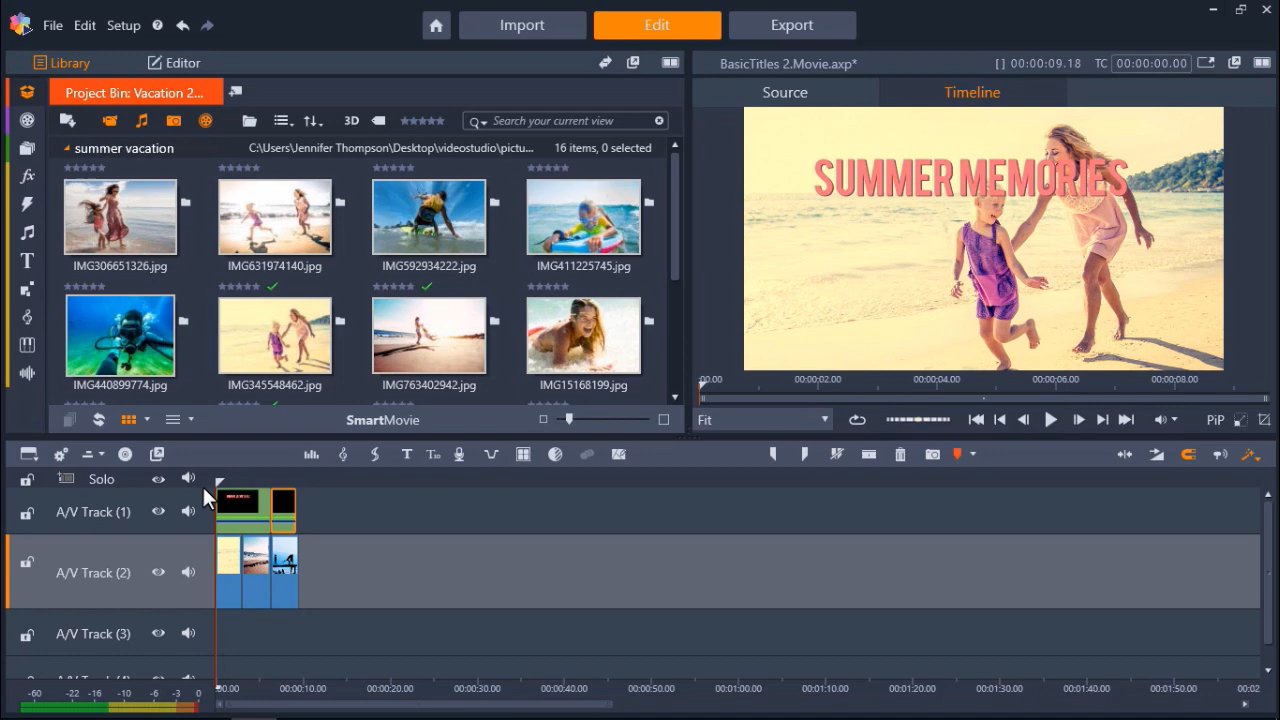 File Edit Setup
Import Edit Export
Library Editor
BasicTitles 2.Movie.axp* [] 00:00:09.18 TC 00:00:00.00
Project Bin: Vacation 2...
Source Timeline
3D Search your current view
summer vacation C:\Users\Jennifer Thompson\Desktop\videostudio\pictu... 16 items, 0 selected
SUMMER MEMORIES
IMG306651326.jpg IMG631974140.jpg IMG592934222.jpg IMG411225745.jpg
IMG440899774.jpg IMG345548462.jpg IMG763402942.jpg IMG15168199.jpg
:00.00 00:00:02.00 00:00:04.00 00:00:06.00 00:00:08.00
SmartMovie
Fit PiP
Solo
A/V Track (1)
A/V Track (2)
A/V Track (3)
-60 -22 -16 -10 -6 -3 0
:00.00 00:00:10.00 00:00:20.00 00:00:30.00 00:00:40.00 00:00:50.00 00:01:00.00 00:01:10.00 00:01:20.00 00:01:30.00 00:01:40.00 00:01:50.00 00:02